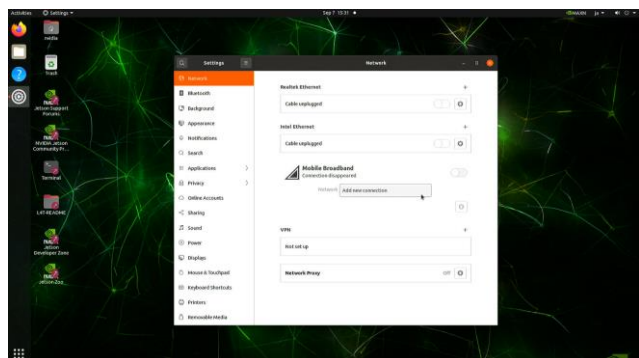 Activities
Settings
Sep 7 15:31
MAXN
ja
nvidia
Trash
Jetson Support
Forums
NVIDIA Jetson
Community Pr...
Terminal
L4T-README
Jetson
Developer Zone
Jetson Zoo
Settings
Network
Network
Bluetooth
Background
Appearance
Notifications
Search
Applications
Privacy
Online Accounts
Sharing
Sound
Power
Displays
Mouse & Touchpad
Keyboard Shortcuts
Printers
Removable Media
Realtek Ethernet
Cable unplugged
Intel Ethernet
Cable unplugged
Mobile Broadband
Connection disappeared
Network
Add new connection
VPN
Not set up
Network Proxy
Off